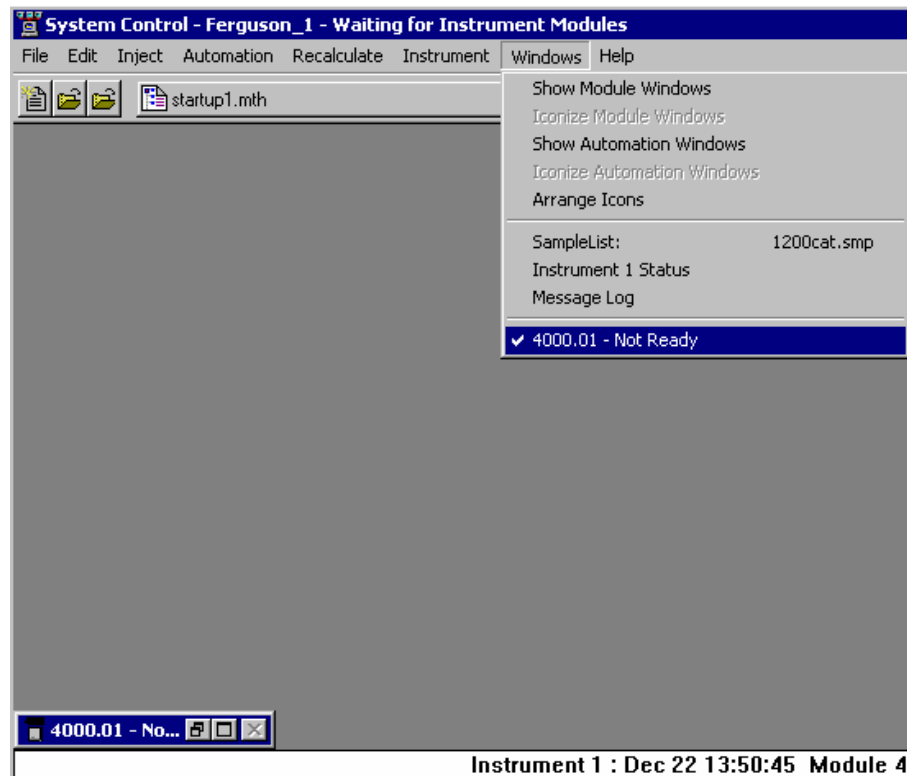 System Control - Ferguson_1 - Waiting for Instrument Modules
File Edit Inject Automation Recalculate Instrument Windows Help
startup1.mth
Show Module Windows
Iconize Module Windows
Show Automation Windows
Iconize Automation Windows
Arrange Icons
SampleList: 1200cat.smp
Instrument 1 Status
Message Log
4000.01 - Not Ready
4000.01 - No...
Instrument 1 : Dec 22 13:50:45 Module 4